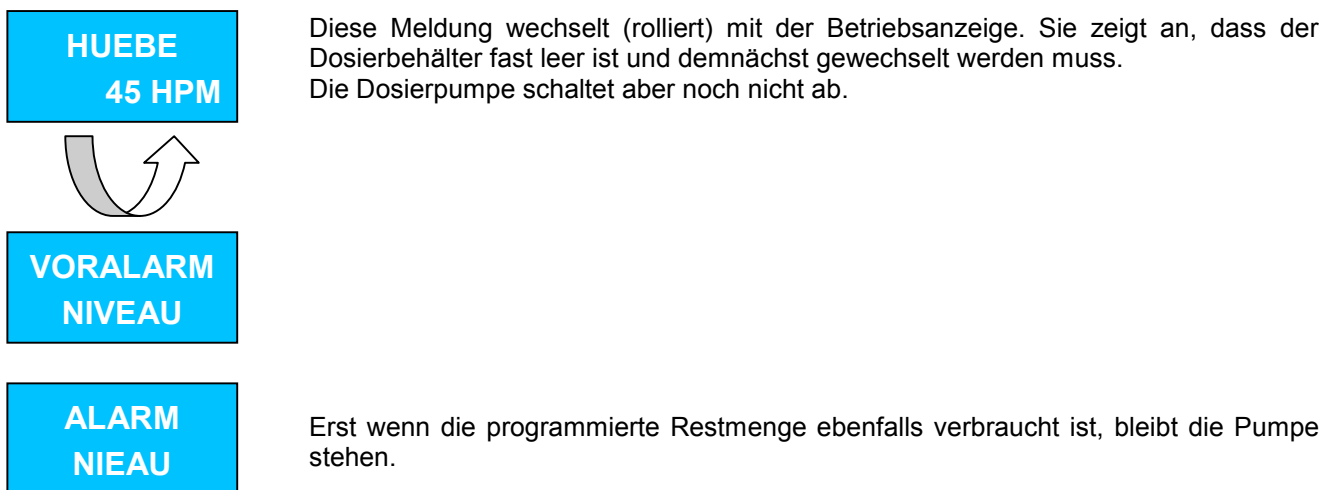 HUEBE
45 HPM
Diese Meldung wechselt (rolliert) mit der Betriebsanzeige. Sie zeigt an, dass der
Dosierbehälter fast leer ist und demnächst gewechselt werden muss.
Die Dosierpumpe schaltet aber noch nicht ab.
VORALARM
NIVEAU
ALARM
NIEAU
Erst wenn die programmierte Restmenge ebenfalls verbraucht ist, bleibt die Pumpe
stehen.